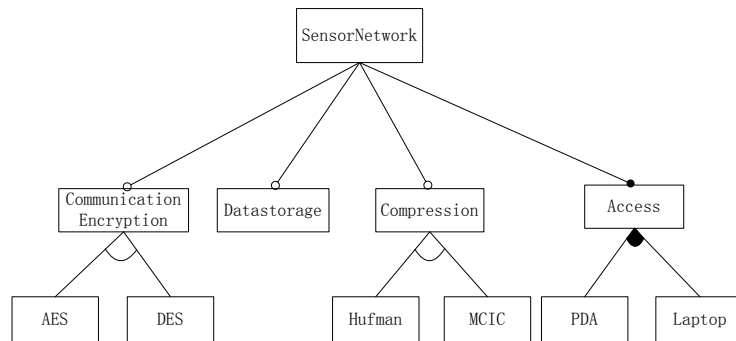 SensorNetwork
Communication
Encryption
Datastorage
Compression
Access
AES
DES
Hufman
MCIC
PDA
Laptop